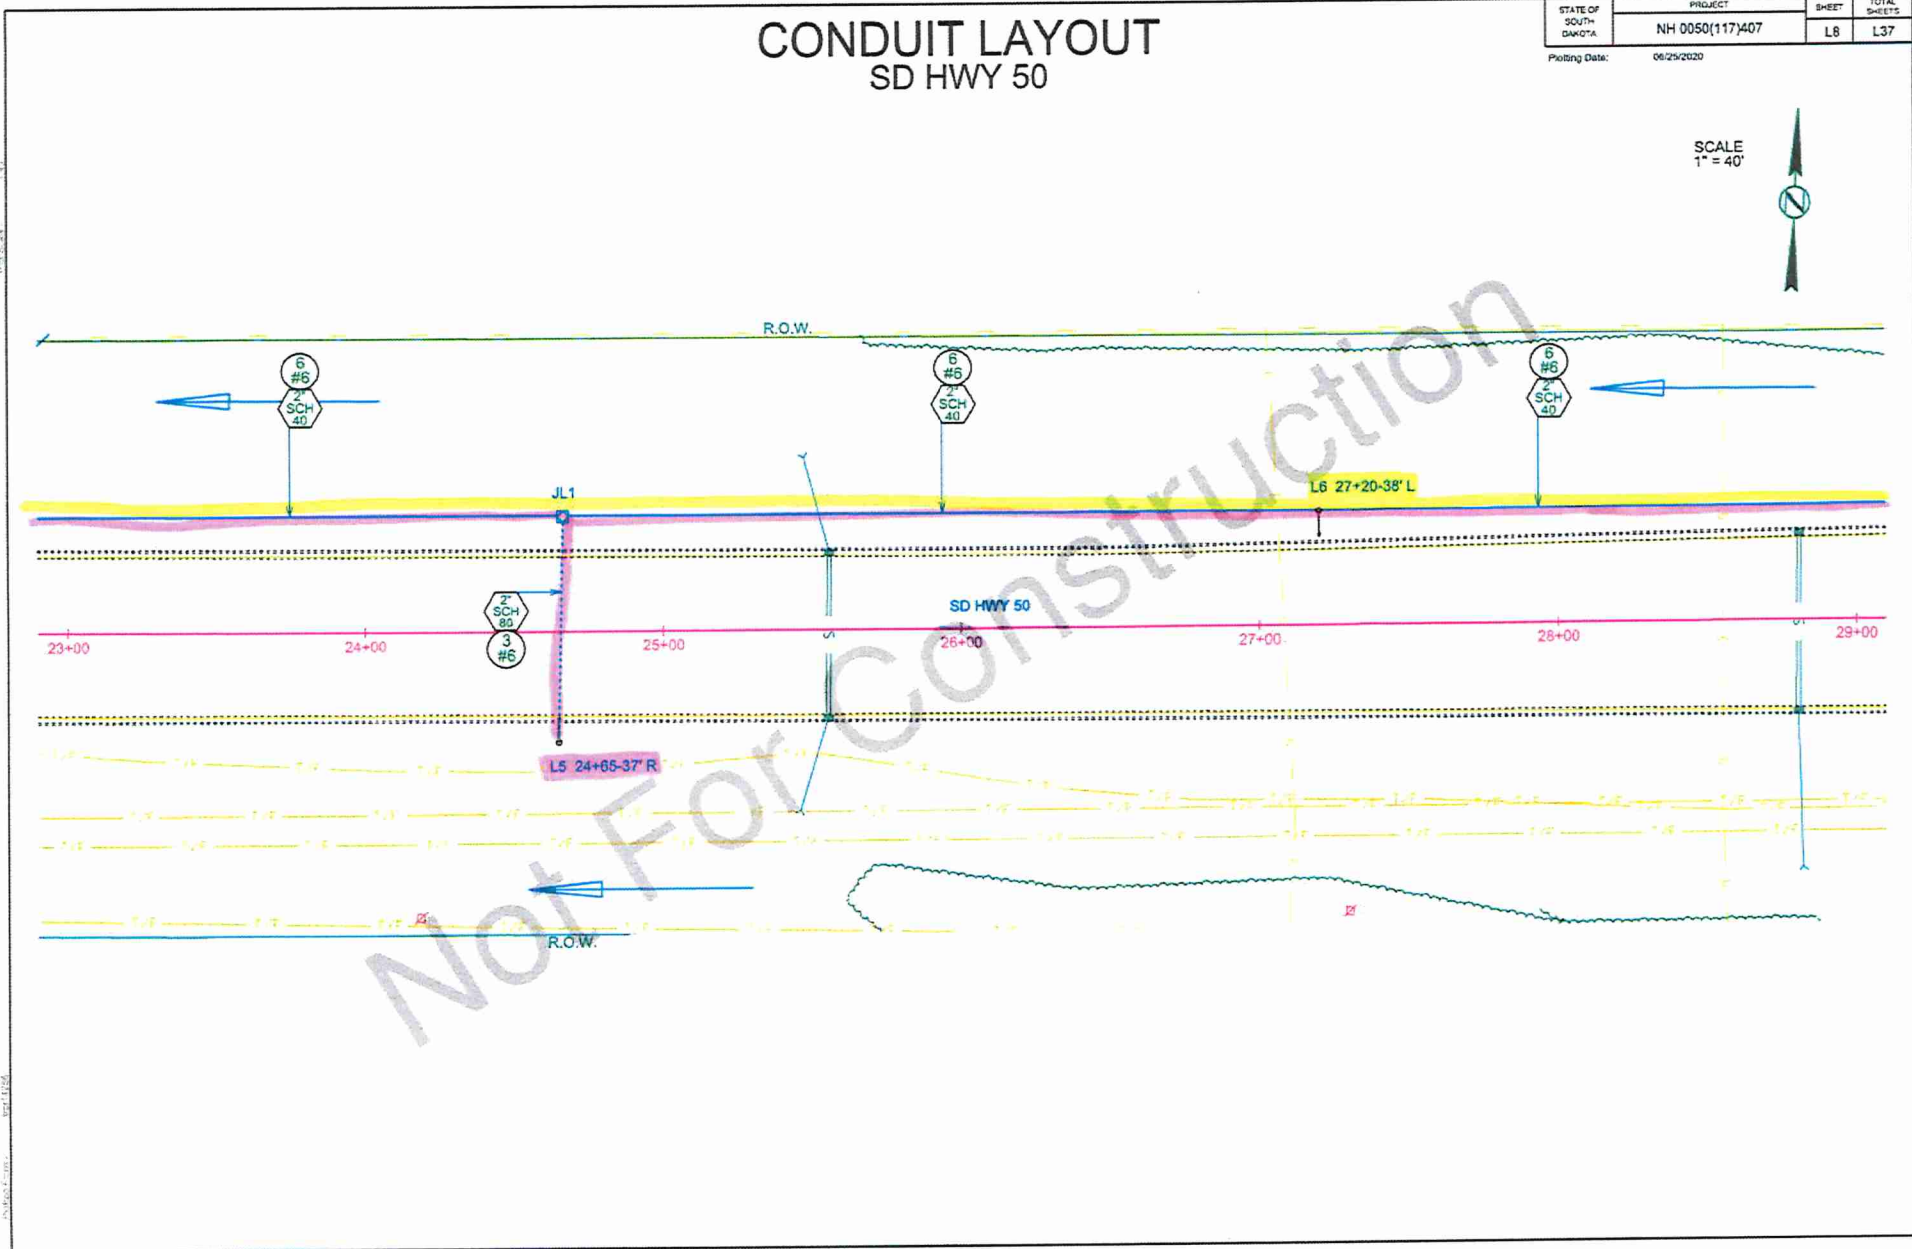 CONDUIT LAYOUT
SD HWY 50
STATE OF
SOUTH
DAKOTA
PROJECT
NH 0050(117)407
SHEET
L8
TOTAL
SHEETS
L37
Plotting Date: 06/25/2020
SCALE
1" = 40'
N
R.O.W.
6
#6
2"
SCH
40
6
#6
2"
SCH
40
6
#6
2"
SCH
40
JL1
L6 27+20-38' L
2"
SCH
80
3
#6
SD HWY 50
S
S
23+00
24+00
25+00
26+00
27+00
28+00
29+00
L5 24+65-37' R
R.O.W.
Not For Construction